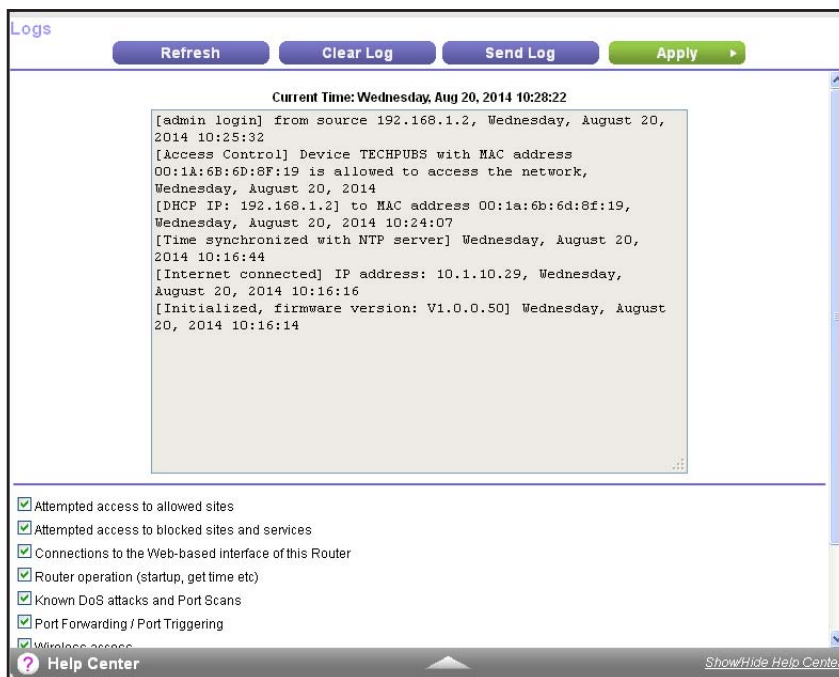 Logs
Refresh Clear Log Send Log Apply
Current Time: Wednesday, Aug 20, 2014 10:28:22
[admin login] from source 192.168.1.2, Wednesday, August 20,
2014 10:25:32
[Access Control] Device TECHPUBS with MAC address
00:1A:6B:6D:8F:19 is allowed to access the network,
Wednesday, August 20, 2014
[DHCP IP: 192.168.1.2] to MAC address 00:1a:6b:6d:8f:19,
Wednesday, August 20, 2014 10:24:07
[Time synchronized with NTP server] Wednesday, August 20,
2014 10:16:44
[Internet connected] IP address: 10.1.10.29, Wednesday,
August 20, 2014 10:16:16
[Initialized, firmware version: V1.0.0.50] Wednesday, August
20, 2014 10:16:14
Attempted access to allowed sites
Attempted access to blocked sites and services
Connections to the Web-based interface of this Router
Router operation (startup, get time etc)
Known DoS attacks and Port Scans
Port Forwarding / Port Triggering
Wireless access
? Help Center Show/Hide Help Center